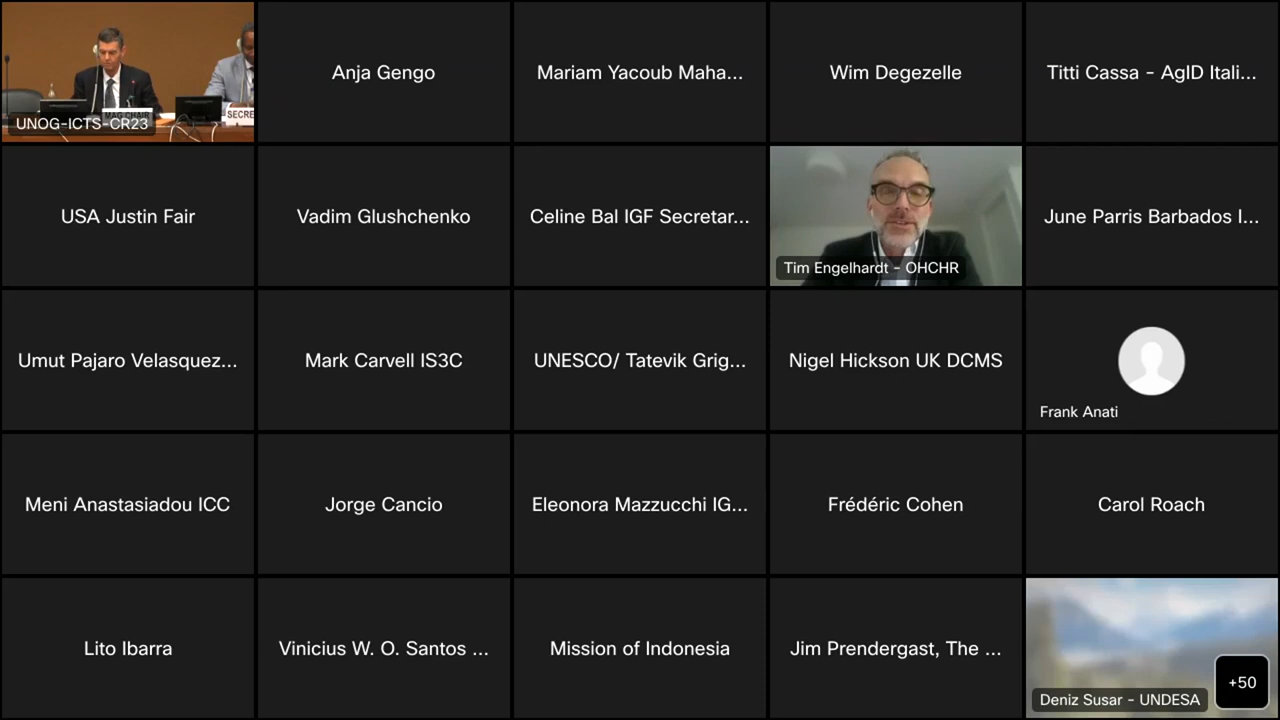 MAG CHAIR
SECRE
UNOG-ICTS-CR23
Anja Gengo
Mariam Yacoub Maha...
Wim Degezelle
Titti Cassa - AgID Itali...
USA Justin Fair
Vadim Glushchenko
Celine Bal IGF Secretar...
Tim Engelhardt - OHCHR
June Parris Barbados I...
Umut Pajaro Velasquez...
Mark Carvell IS3C
UNESCO/ Tatevik Grig...
Nigel Hickson UK DCMS
Frank Anati
Meni Anastasiadou ICC
Jorge Cancio
Eleonora Mazzucchi IG...
Frédéric Cohen
Carol Roach
Lito Ibarra
Vinicius W. O. Santos ...
Mission of Indonesia
Jim Prendergast, The ...
Deniz Susar - UNDESA
+50